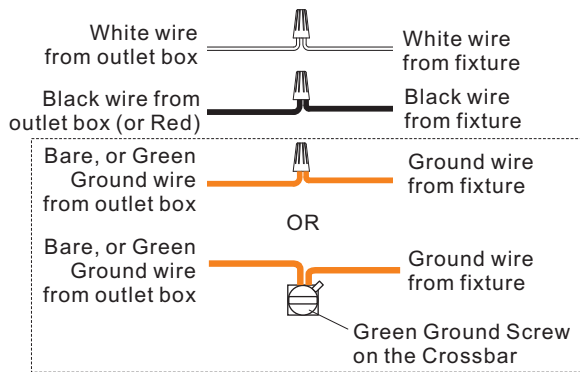 White wire
from outlet box
White wire
from fixture
Black wire from
outlet box (or Red)
Black wire
from fixture
Bare, or Green
Ground wire
from outlet box
Ground wire
from fixture
OR
Bare, or Green
Ground wire
from outlet box
Ground wire
from fixture
Green Ground Screw
on the Crossbar